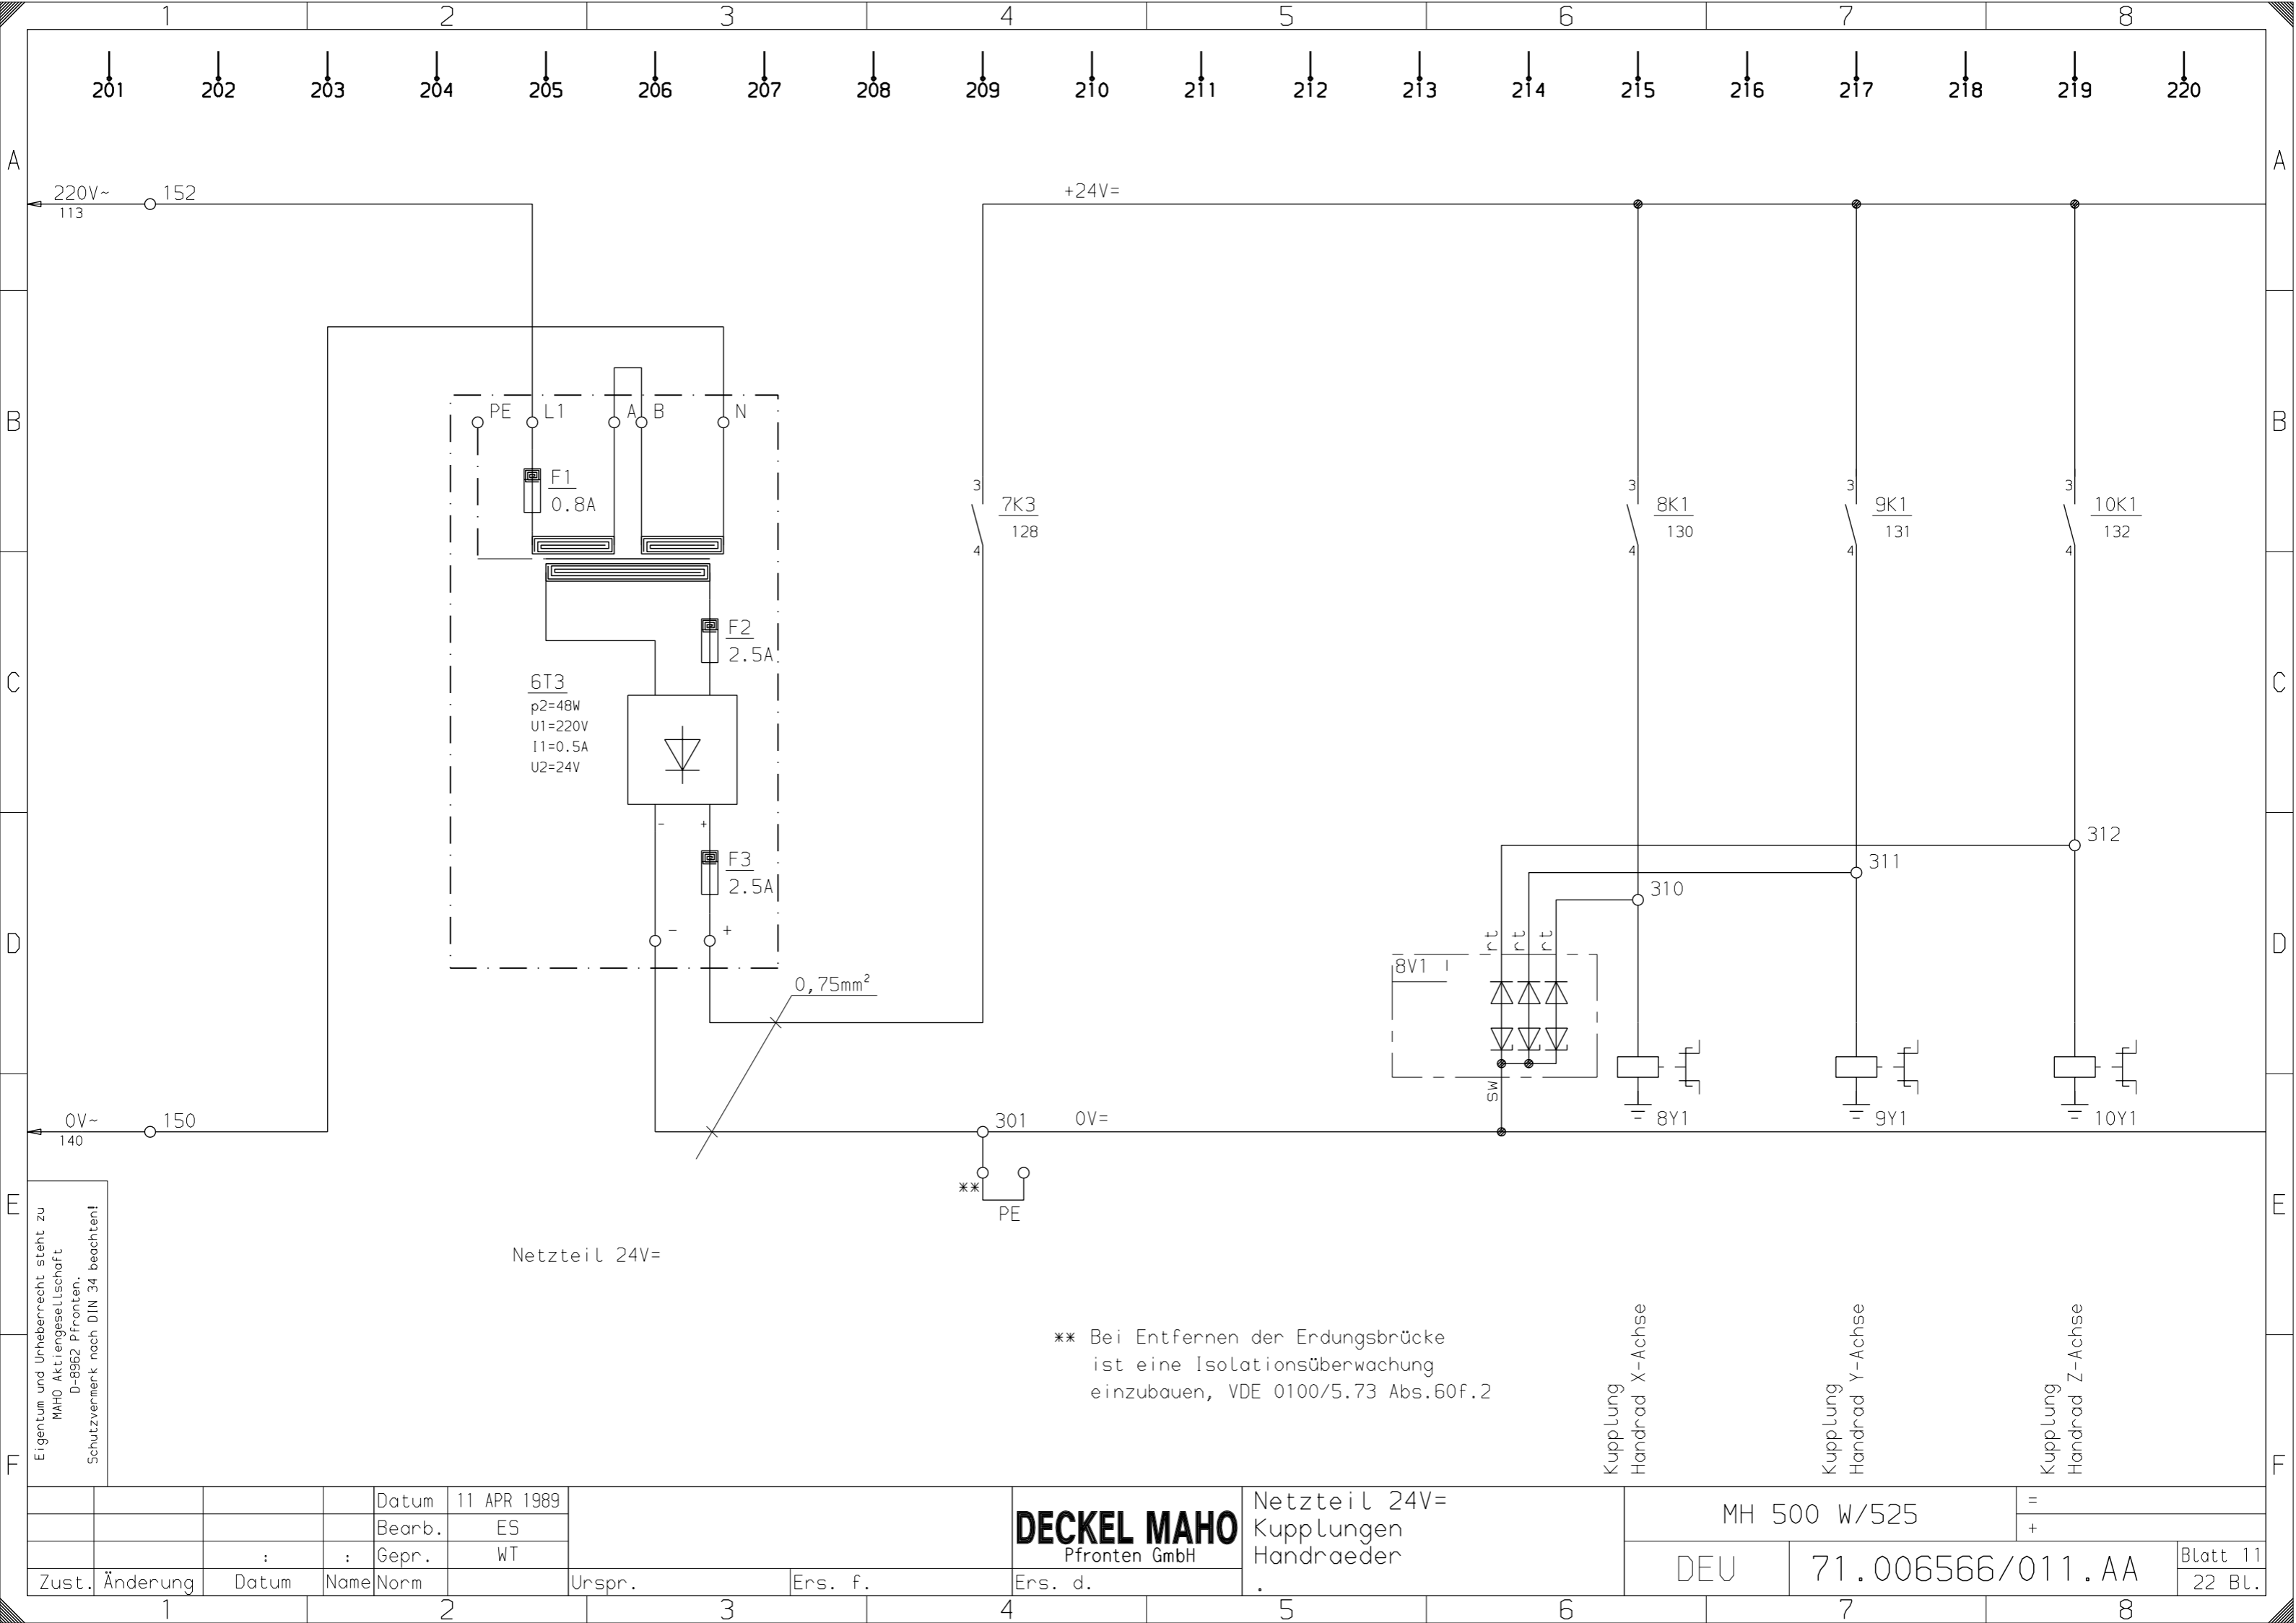 1 2 3 4 5 6 7 8
201 202 203 204 205 206 207 208 209 210 211 212 213 214 215 216 217 218 219 220
A A
220V~ 152 +24V=
113
PE L1 A B N
B B
F1
0.8A
3 3 3 3
7K3 8K1 9K1 10K1
128 130 131 132
4 4 4 4
F2
2.5A
C C
6T3
p2=48W
U1=220V
I1=0.5A
U2=24V
- +
312
F3 311
2.5A 310
- +
D D
rt rt rt
8V1
0,75mm²
sw
0V~ 150 301 0V= 8Y1 9Y1 10Y1
140
**
E E
PE
Netzteil 24V=
Eigentum und Urheberrecht steht zu
MAHO Aktiengesellschaft
D-8962 Pfronten.
Schutzvermerk nach DIN 34 beachten!
** Bei Entfernen der Erdungsbrücke
ist eine Isolationsüberwachung
einzubauen, VDE 0100/5.73 Abs.60f.2
Kupplung
Handrad X-Achse
Kupplung
Handrad Y-Achse
Kupplung
Handrad Z-Achse
F F
Datum 11 APR 1989
Bearb. ES
: : Gepr. WT
Zust. Änderung Datum Name Norm
Urspr. Ers. f. Ers. d.
DECKEL MAHO
Pfronten GmbH
Netzteil 24V=
Kupplungen
Handraeder
.
MH 500 W/525
=
+
DEU 71.006566/011.AA
Blatt 11
22 Bl.
1 2 3 4 5 6 7 8